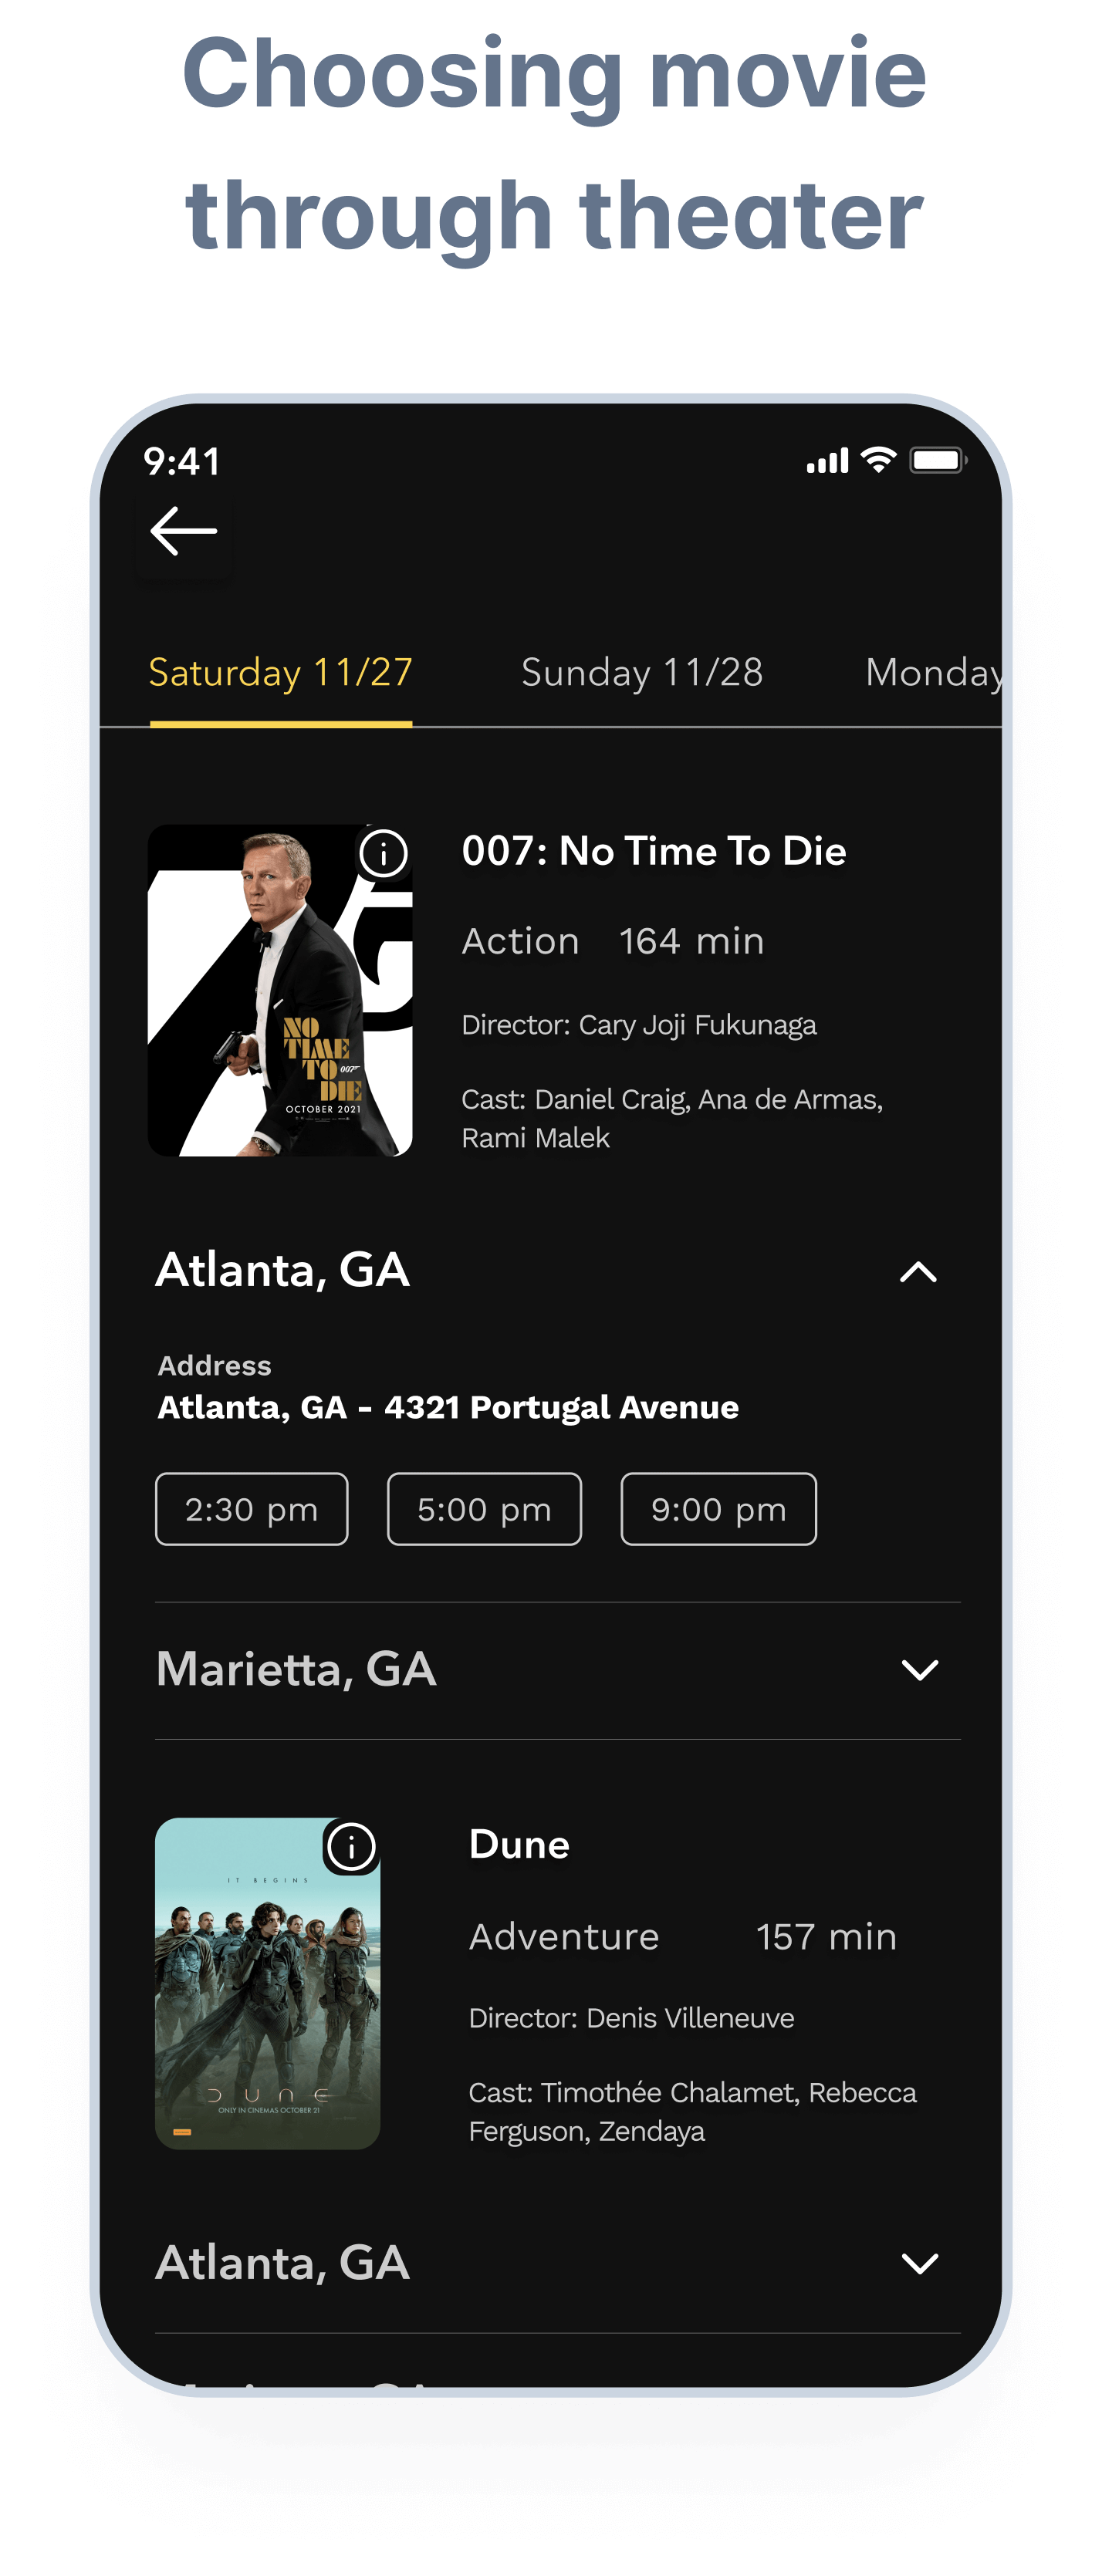 Choosing movie
through theater
9:41
Saturday 11/27 Sunday 11/28 Monday
007: No Time To Die
Action 164 min
Director: Cary Joji Fukunaga
Cast: Daniel Craig, Ana de Armas,
Rami Malek
NO
TIME
TO 007
DIE
OCTOBER 2021
Atlanta, GA
Address
Atlanta, GA - 4321 Portugal Avenue
2:30 pm 5:00 pm 9:00 pm
Marietta, GA
IT BEGINS
DUNE
ONLY IN CINEMAS OCTOBER 21
Dune
Adventure 157 min
Director: Denis Villeneuve
Cast: Timothée Chalamet, Rebecca
Ferguson, Zendaya
Atlanta, GA